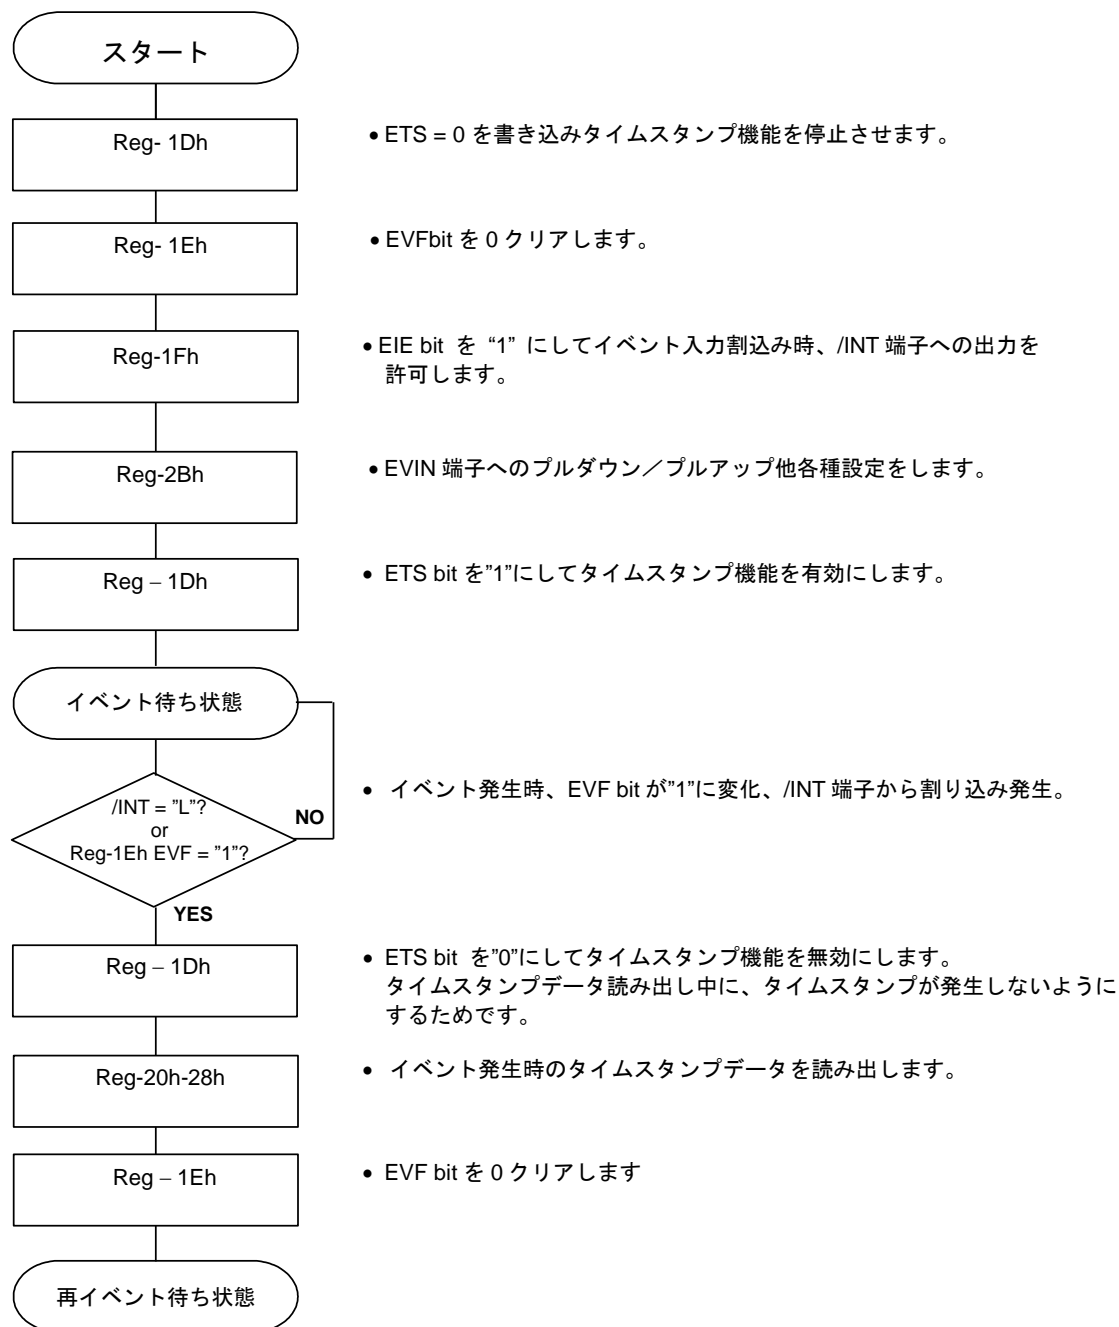 スタート
Reg- 1Dh
• ETS = 0 を書き込みタイムスタンプ機能を停止させます。
Reg- 1Eh
• EVFbit を 0 クリアします。
Reg-1Fh
• EIE bit を “1” にしてイベント入力割込み時、/INT 端子への出力を
許可します。
Reg-2Bh
• EVIN 端子へのプルダウン／プルアップ他各種設定をします。
Reg – 1Dh
• ETS bit を”1”にしてタイムスタンプ機能を有効にします。
イベント待ち状態
/INT = ”L”?
or
Reg-1Eh EVF = ”1”?
NO
• イベント発生時、EVF bit が”1”に変化、/INT 端子から割り込み発生。
YES
Reg – 1Dh
• ETS bit を”0”にしてタイムスタンプ機能を無効にします。
タイムスタンプデータ読み出し中に、タイムスタンプが発生しないように
するためです。
Reg-20h-28h
• イベント発生時のタイムスタンプデータを読み出します。
Reg – 1Eh
• EVF bit を 0 クリアします
再イベント待ち状態